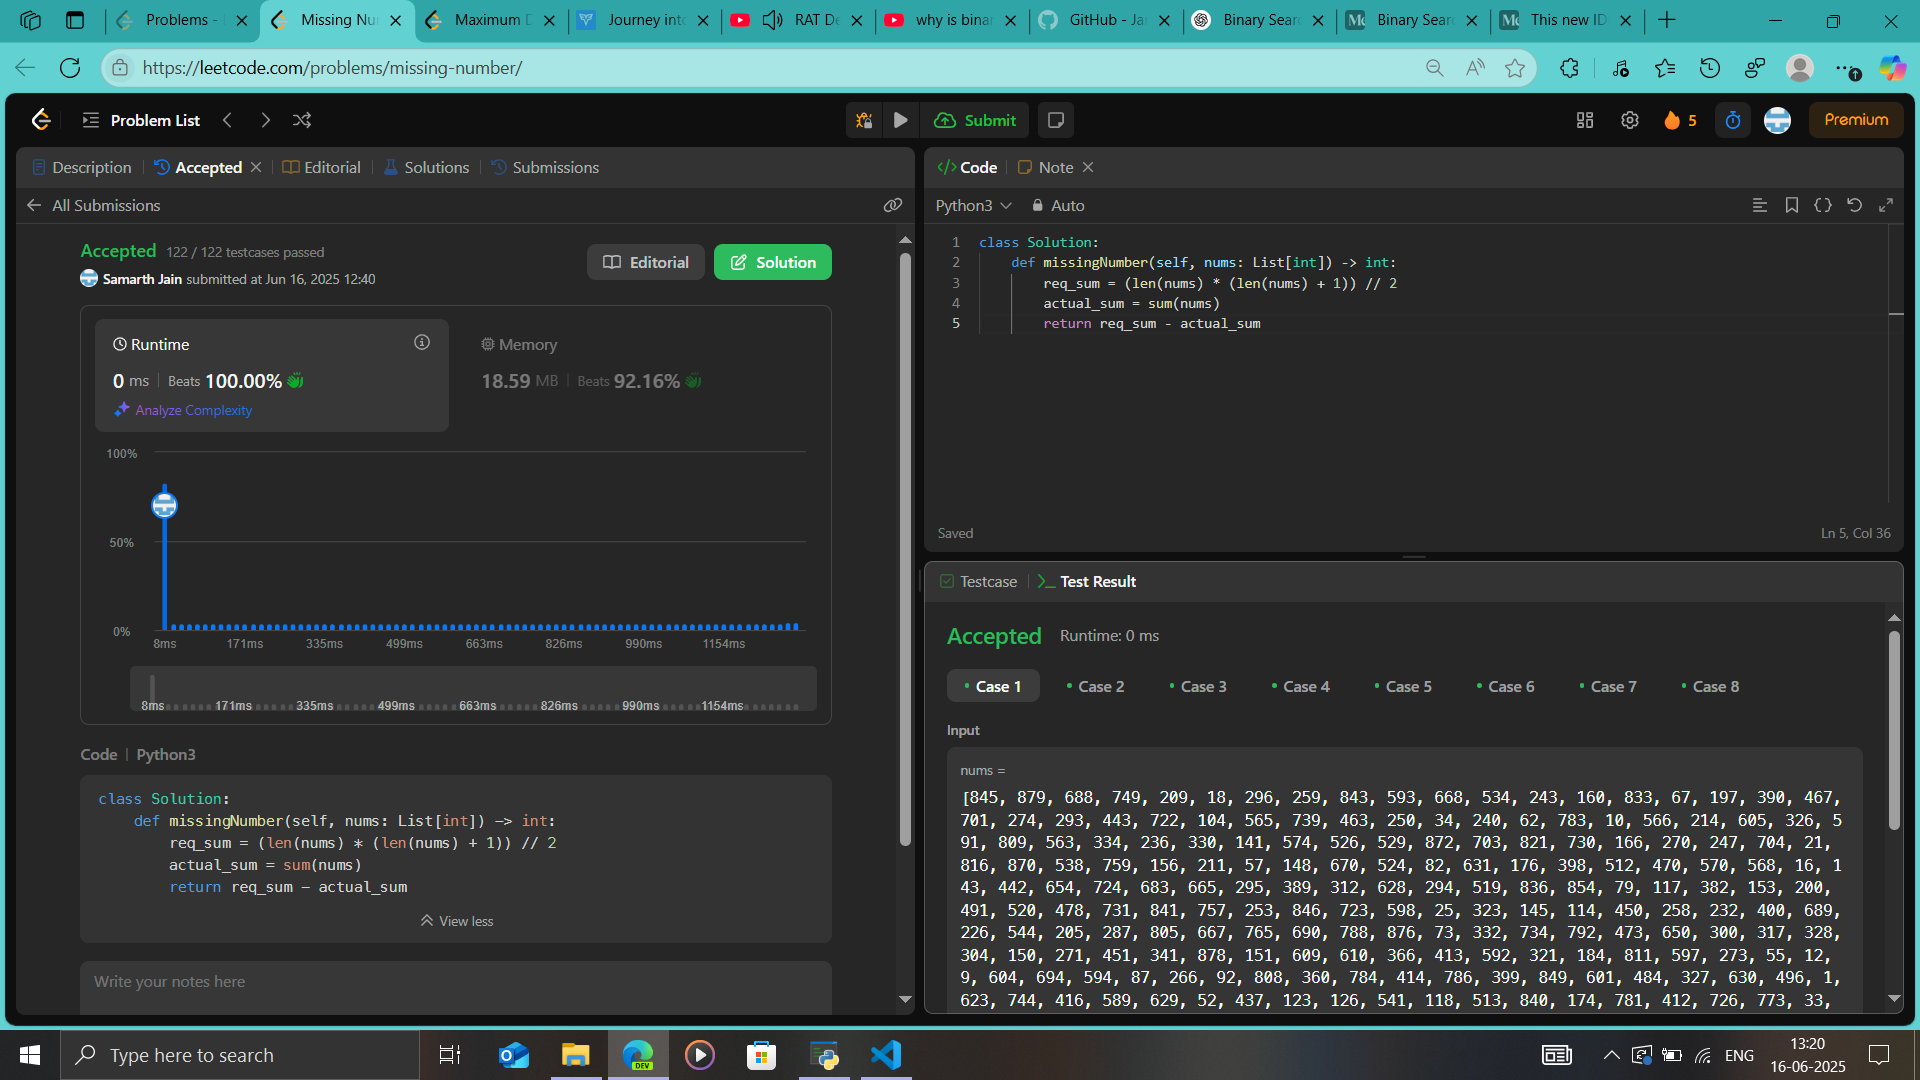 Problems -
Missing Nu
Maximum D
Journey into
RAT De
why is binar
GitHub - Ja
Binary Sear
Binary Sear
This new ID
https://leetcode.com/problems/missing-number/
Problem List
Submit
5
Premium
Description
Accepted
Editorial
Solutions
Submissions
All Submissions
Accepted 122 / 122 testcases passed
Samarth Jain submitted at Jun 16, 2025 12:40
Editorial
Solution
Runtime
0 ms Beats 100.00%
Analyze Complexity
Memory
18.59 MB Beats 92.16%
100%
50%
0%
8ms 171ms 335ms 499ms 663ms 826ms 990ms 1154ms
8ms 171ms 335ms 499ms 663ms 826ms 990ms 1154ms
Code | Python3
class Solution:
def missingNumber(self, nums: List[int]) -> int:
req_sum = (len(nums) * (len(nums) + 1)) // 2
actual_sum = sum(nums)
return req_sum - actual_sum
View less
Write your notes here
</> Code
Note
Python3
Auto
1 class Solution:
2 def missingNumber(self, nums: List[int]) -> int:
3 req_sum = (len(nums) * (len(nums) + 1)) // 2
4 actual_sum = sum(nums)
5 return req_sum - actual_sum
Saved
Ln 5, Col 36
Testcase
Test Result
Accepted Runtime: 0 ms
Case 1 Case 2 Case 3 Case 4 Case 5 Case 6 Case 7 Case 8
Input
nums =
[845, 879, 688, 749, 209, 18, 296, 259, 843, 593, 668, 534, 243, 160, 833, 67, 197, 390, 467,
701, 274, 293, 443, 722, 104, 565, 739, 463, 250, 34, 240, 62, 783, 10, 566, 214, 605, 326, 5
91, 809, 563, 334, 236, 330, 141, 574, 526, 529, 872, 703, 821, 730, 166, 270, 247, 704, 21,
816, 870, 538, 759, 156, 211, 57, 148, 670, 524, 82, 631, 176, 398, 512, 470, 570, 568, 16, 1
43, 442, 654, 724, 683, 665, 295, 389, 312, 628, 294, 519, 836, 854, 79, 117, 382, 153, 200,
491, 520, 478, 731, 841, 757, 253, 846, 723, 598, 25, 323, 145, 114, 450, 258, 232, 400, 689,
226, 544, 205, 287, 805, 667, 765, 690, 788, 876, 73, 332, 734, 792, 473, 650, 300, 317, 328,
304, 150, 271, 451, 341, 878, 151, 609, 610, 366, 413, 592, 321, 184, 811, 597, 273, 55, 12,
9, 604, 694, 594, 87, 266, 92, 808, 360, 784, 414, 786, 399, 849, 601, 484, 327, 630, 496, 1,
623, 744, 416, 589, 629, 52, 437, 123, 126, 541, 118, 513, 840, 174, 781, 412, 726, 773, 33,
Type here to search
DEV
ENG
13:20
16-06-2025